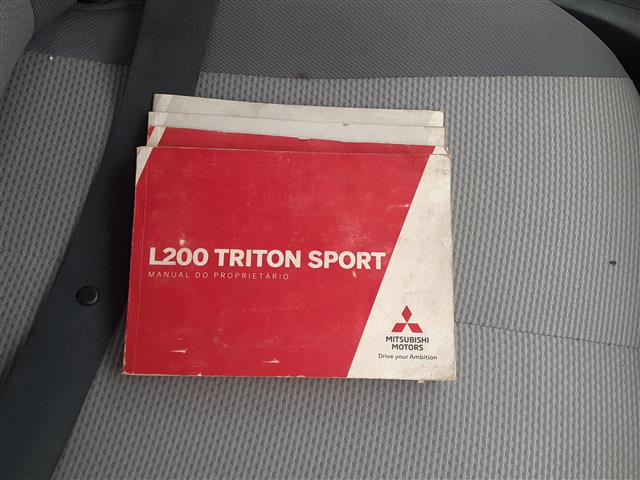 L200 TRITON SPORT
MANUAL DO PROPRIETÁRIO
MITSUBISHI
MOTORS
Drive your Ambition